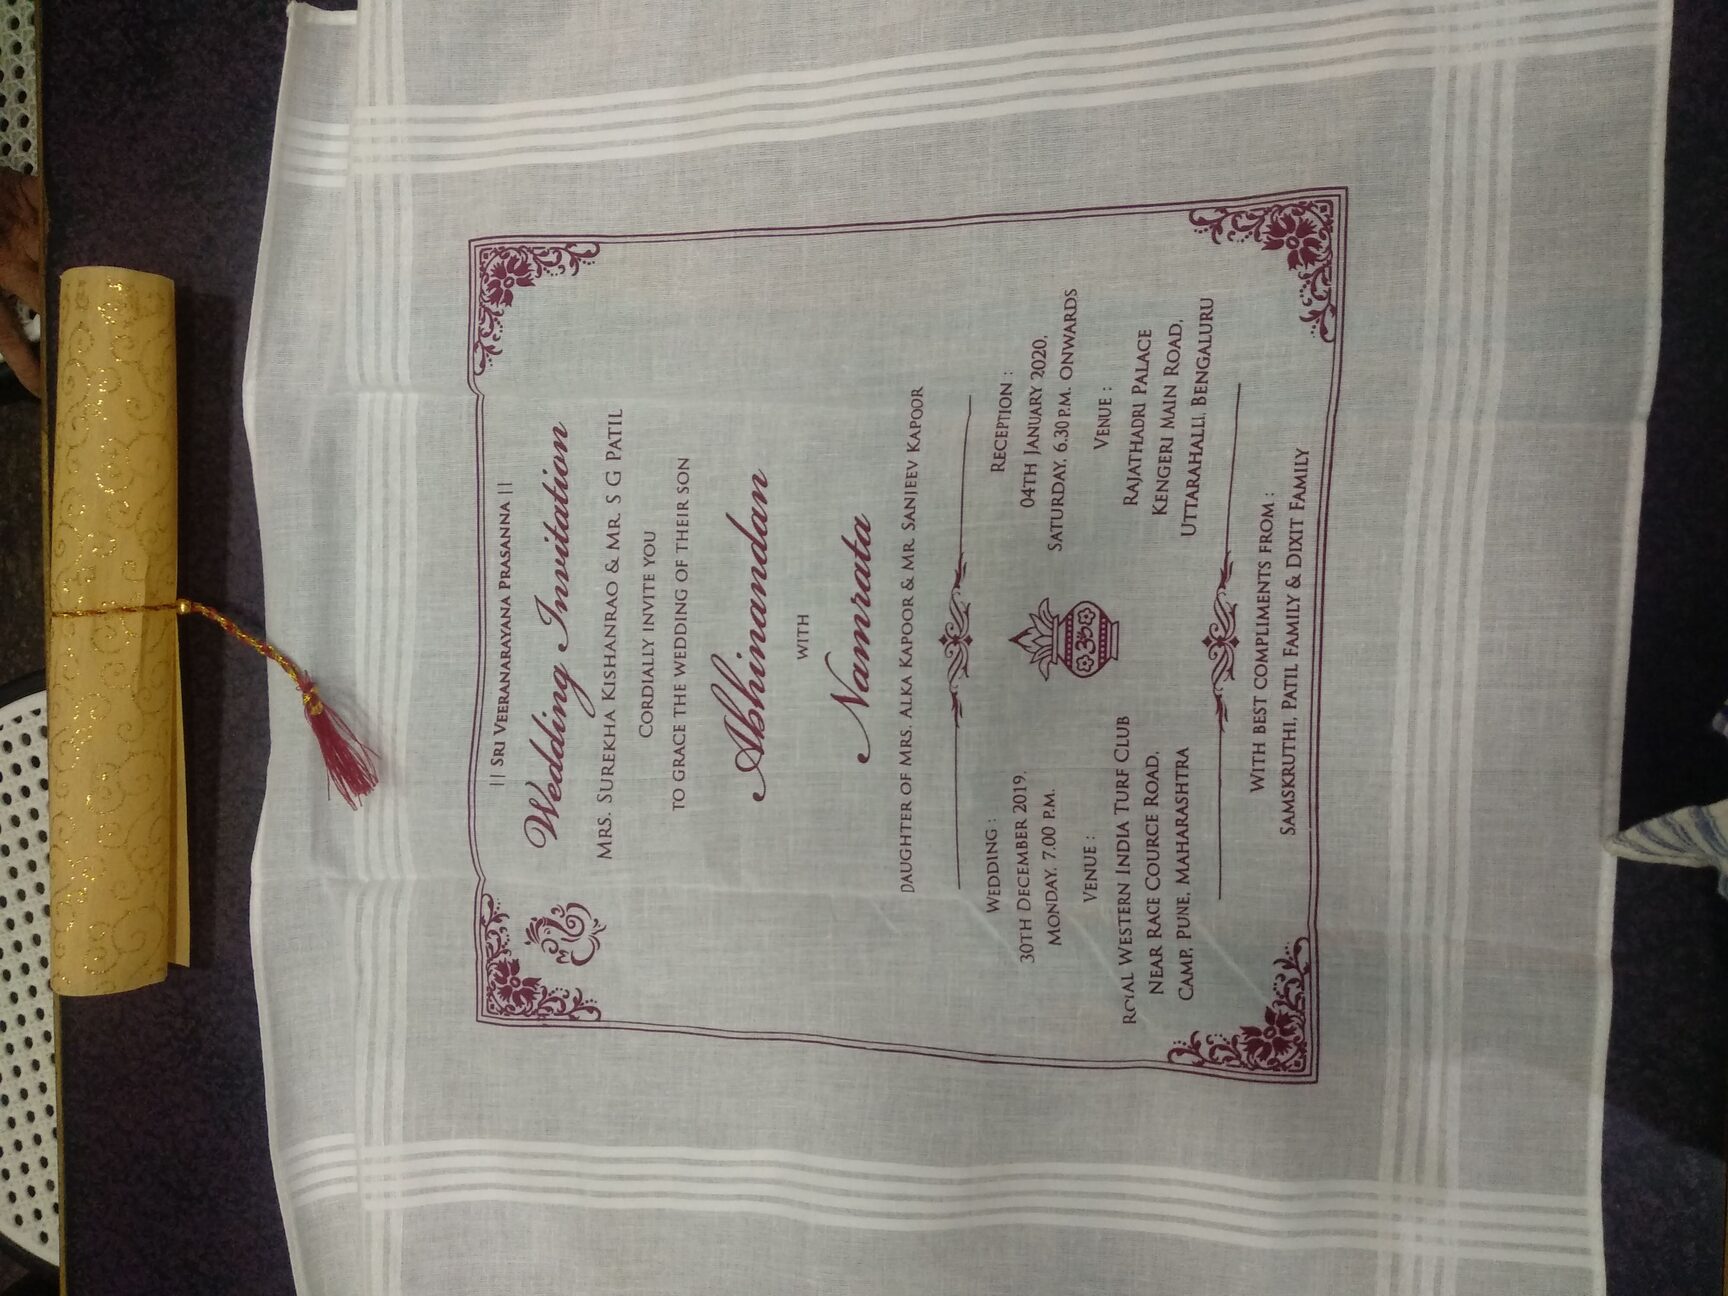 || Sri Veeranarayana Prasanna ||
Wedding Invitation
Mrs. Surekha Kishanrao & Mr. S G Patil
Cordially invite you
to grace the wedding of their son
Abhinandan
with
Namrata
Daughter of Mrs. Alka Kapoor & Mr. Sanjeev Kapoor
Wedding :
30th December 2019,
Monday, 7.00 p.m.
Venue :
Royal Western India Turf Club
Near Race Cource Road,
Camp, Pune, Maharashtra
Reception :
04th January 2020,
Saturday, 6.30 p.m. onwards
Venue :
Rajathadri Palace
Kengeri Main Road,
Uttarahalli, Bengaluru
With best compliments from :
Samskruthi, Patil Family & Dixit Family